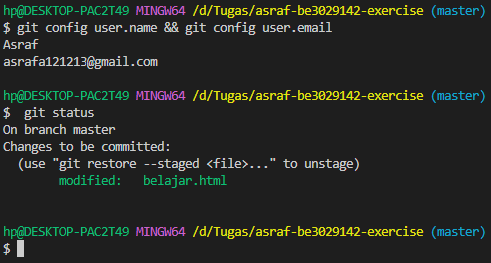 hp@DESKTOP-PAC2T49 MINGW64 /d/Tugas/asraf-be3029142-exercise (master)
$ git config user.name && git config user.email
Asraf
asrafa121213@gmail.com
hp@DESKTOP-PAC2T49 MINGW64 /d/Tugas/asraf-be3029142-exercise (master)
$  git status
On branch master
Changes to be committed:
  (use "git restore --staged <file>..." to unstage)
        modified:   belajar.html
hp@DESKTOP-PAC2T49 MINGW64 /d/Tugas/asraf-be3029142-exercise (master)
$